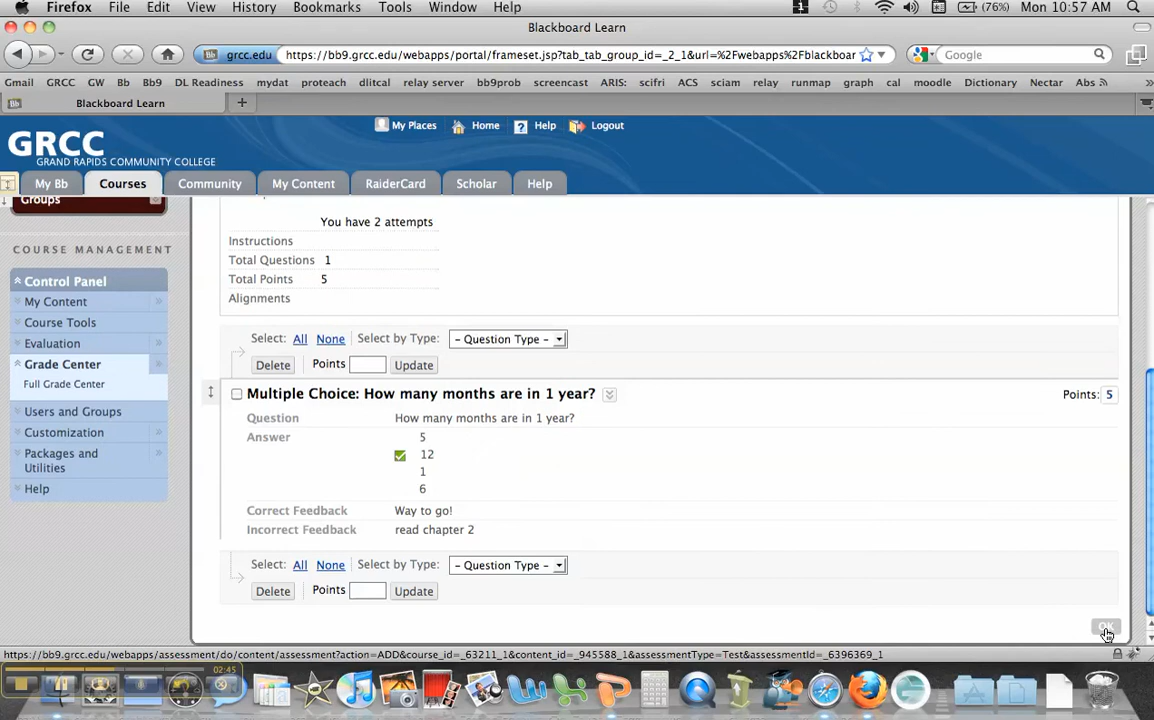 Firefox File Edit View History Bookmarks Tools Window Help 1 (76%) Mon 10:57 AM
Blackboard Learn
grcc.edu https://bb9.grcc.edu/webapps/portal/frameset.jsp?tab_tab_group_id=_2_1&url=%2Fwebapps%2Fblackboar Google
Gmail GRCC GW Bb Bb9 DL Readiness mydat proteach dlitcal relay server bb9prob screencast ARIS: scifri ACS sciam relay runmap graph cal moodle Dictionary Nectar Abs
Blackboard Learn
My Places Home Help Logout
GRCC
GRAND RAPIDS COMMUNITY COLLEGE
My Bb Courses Community My Content RaiderCard Scholar Help
Groups
You have 2 attempts
Instructions
Total Questions 1
Total Points 5
Alignments
COURSE MANAGEMENT
Control Panel
My Content
Course Tools
Evaluation
Grade Center
Full Grade Center
Users and Groups
Customization
Packages and
Utilities
Help
Select: All None Select by Type: - Question Type -
Delete Points Update
Multiple Choice: How many months are in 1 year? Points: 5
Question How many months are in 1 year?
Answer 5
12
1
6
Correct Feedback Way to go!
Incorrect Feedback read chapter 2
Select: All None Select by Type: - Question Type -
Delete Points Update
OK
https://bb9.grcc.edu/webapps/assessment/do/content/assessment?action=ADD&course_id=_63211_1&content_id=_945588_1&assessmentType=Test&assessmentId=_6396369_1
02:45